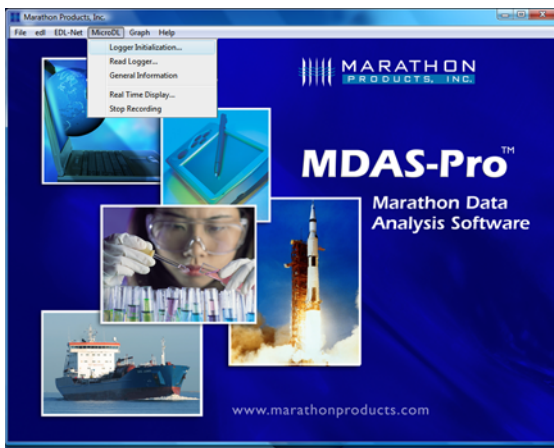 Marathon Products, Inc.
File edl EDL-Net MicroDL Graph Help
Logger Initialization...
Read Logger...
General Information
Real Time Display...
Stop Recording
MARATHON
PRODUCTS, INC.
MDAS-Pro™
Marathon Data
Analysis Software
www.marathonproducts.com